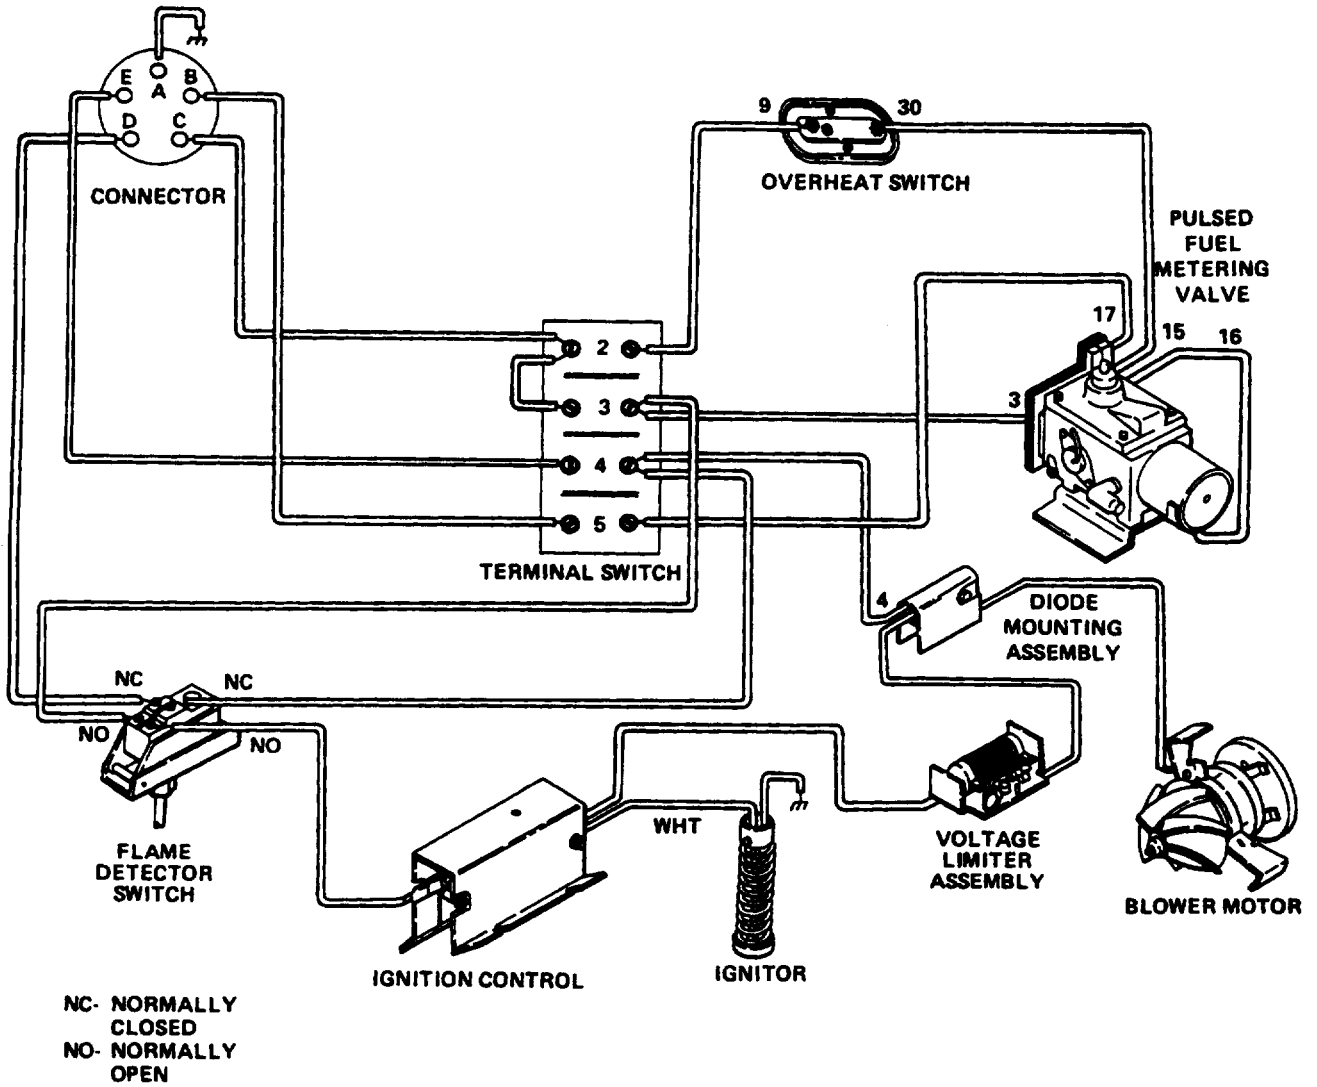 E
B
A
D
C
CONNECTOR
9
30
OVERHEAT SWITCH
PULSED
FUEL
METERING
VALVE
17
15
16
3
2
3
4
5
TERMINAL SWITCH
4
DIODE
MOUNTING
ASSEMBLY
NC
NC
NO
NO
FLAME
DETECTOR
SWITCH
WHT
VOLTAGE
LIMITER
ASSEMBLY
BLOWER MOTOR
IGNITION CONTROL
IGNITOR
NC- NORMALLY
CLOSED
NO- NORMALLY
OPEN